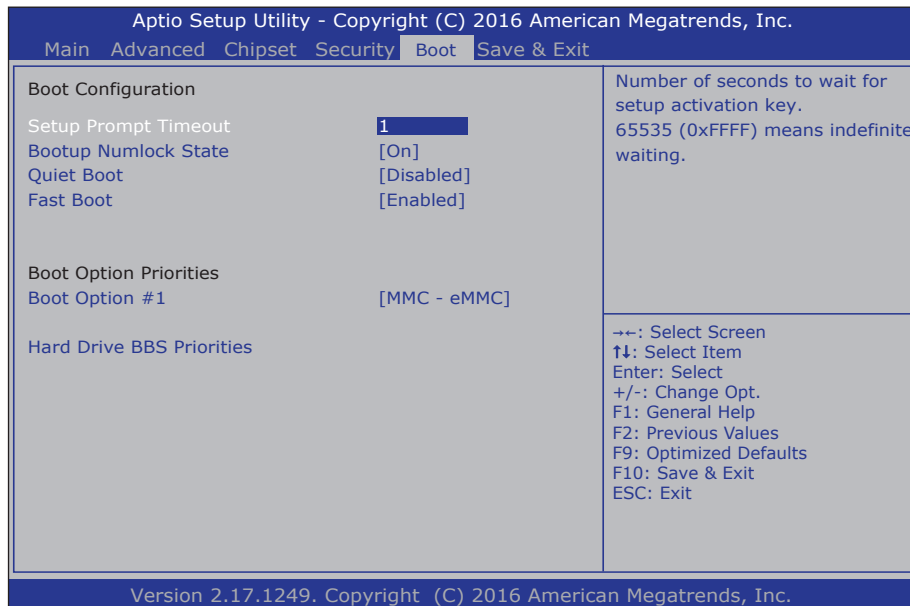 Aptio Setup Utility - Copyright (C) 2016 American Megatrends, Inc.
Main Advanced Chipset Security Boot Save & Exit
Boot Configuration
Setup Prompt Timeout 1
Bootup Numlock State [On]
Quiet Boot [Disabled]
Fast Boot [Enabled]
Boot Option Priorities
Boot Option #1 [MMC - eMMC]
Hard Drive BBS Priorities
Number of seconds to wait for
setup activation key.
65535 (0xFFFF) means indefinite
waiting.
→←: Select Screen
↑↓: Select Item
Enter: Select
+/-: Change Opt.
F1: General Help
F2: Previous Values
F9: Optimized Defaults
F10: Save & Exit
ESC: Exit
Version 2.17.1249. Copyright (C) 2016 American Megatrends, Inc.